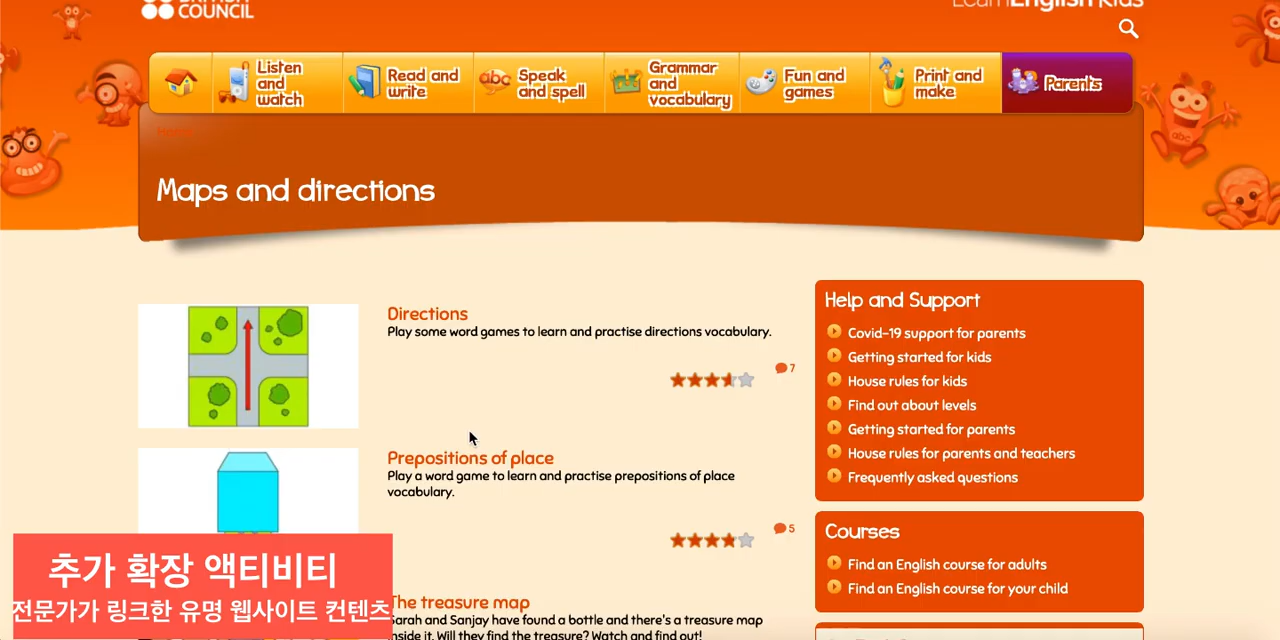 BRITISH
COUNCIL
LearnEnglish Kids
Listen
and
watch
Read and
write
abc
Speak
and spell
Grammar
and
vocabulary
Fun and
games
Print and
make
Parents
Home
abc
Maps and directions
Directions
Play some word games to learn and practise directions vocabulary.
7
Prepositions of place
Play a word game to learn and practise prepositions of place
vocabulary.
5
The treasure map
Sarah and Sanjay have found a bottle and there's a treasure map
inside it. Will they find the treasure? Watch and find out!
Help and Support
Covid-19 support for parents
Getting started for kids
House rules for kids
Find out about levels
Getting started for parents
House rules for parents and teachers
Frequently asked questions
Courses
Find an English course for adults
Find an English course for your child
추가 확장 액티비티
전문가가 링크한 유명 웹사이트 컨텐츠